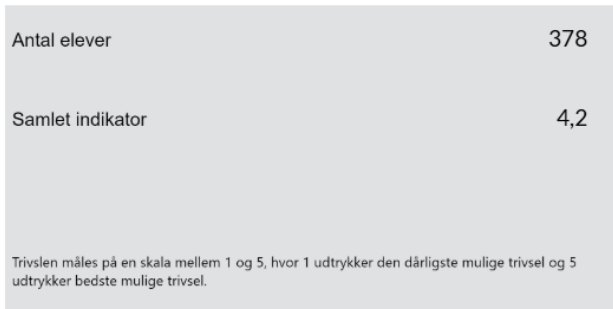 Antal elever 378
Samlet indikator 4,2
Trivslen måles på en skala mellem 1 og 5, hvor 1 udtrykker den dårligste mulige trivsel og 5
udtrykker bedste mulige trivsel.